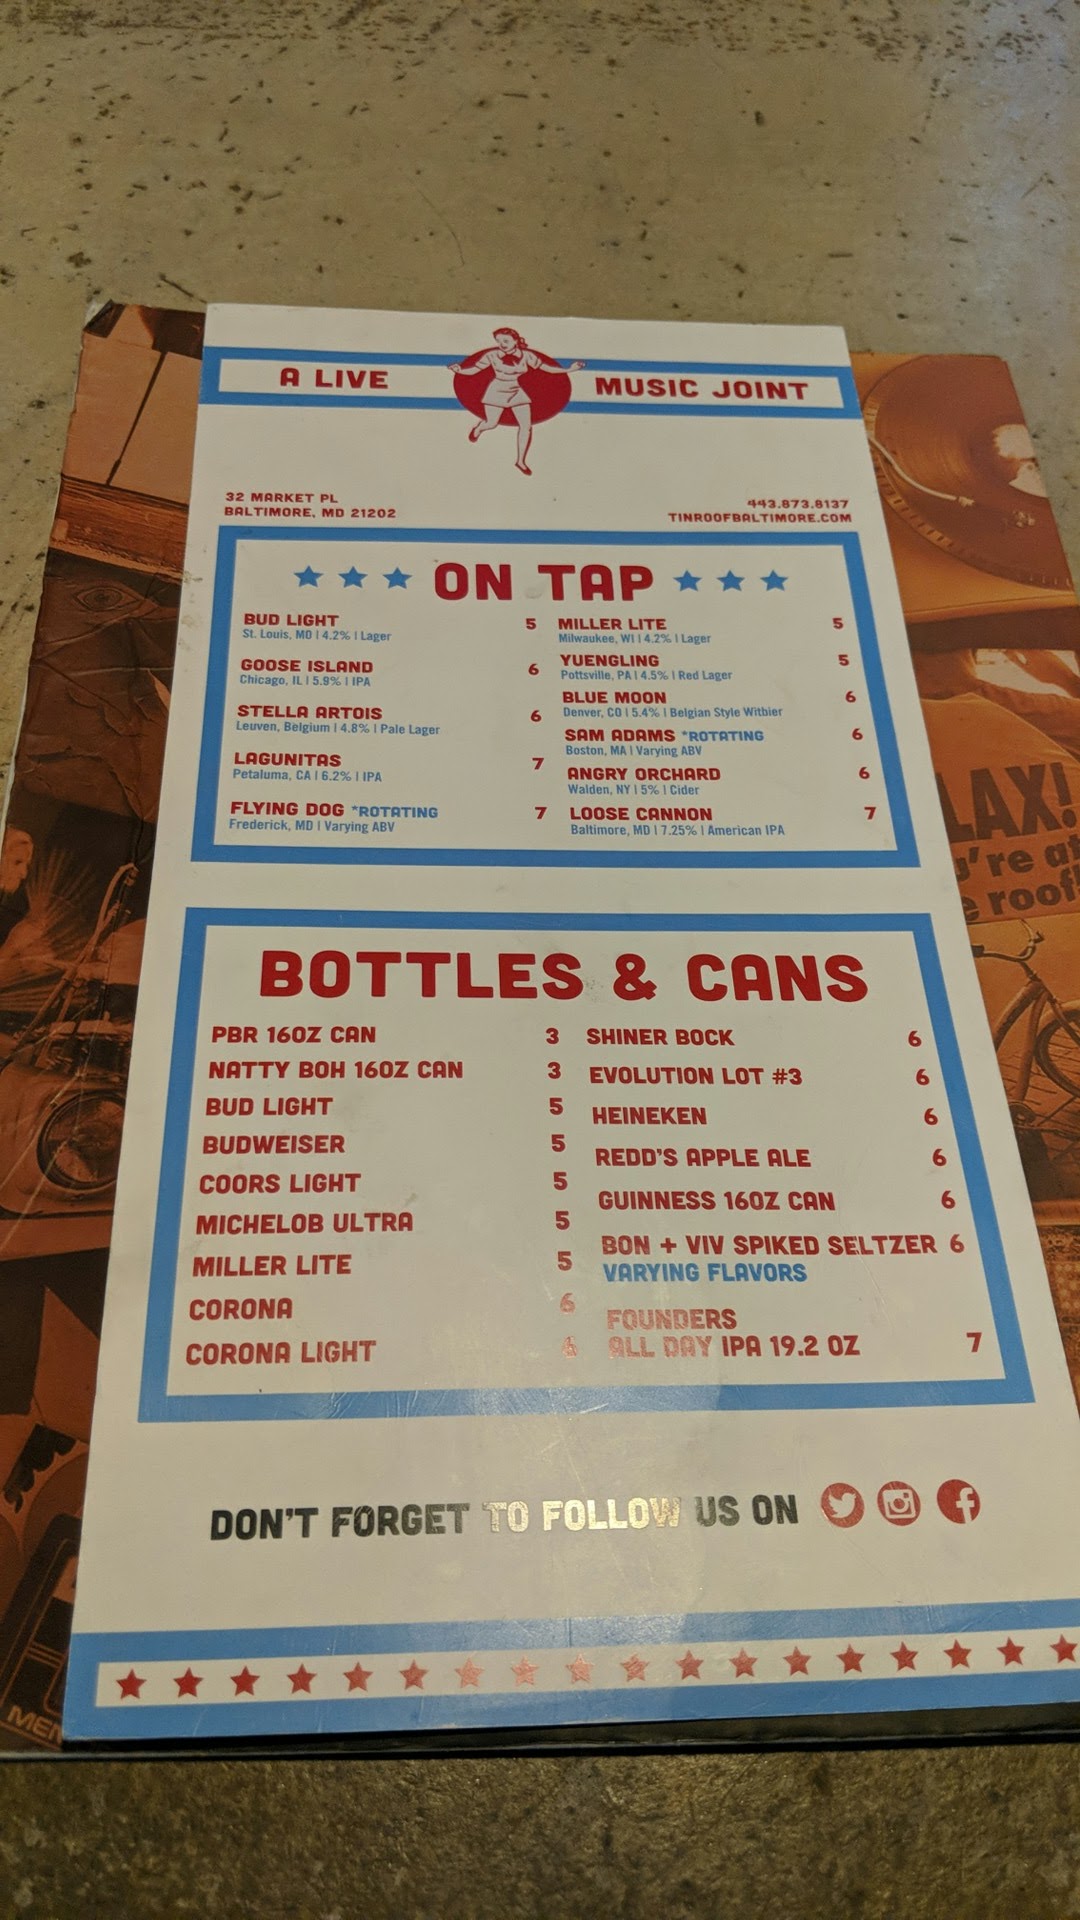 A LIVE MUSIC JOINT
32 MARKET PL
BALTIMORE, MD 21202
443.873.8137
TINROOFBALTIMORE.COM
ON TAP
BUD LIGHT 5
St. Louis, MO | 4.2% | Lager
GOOSE ISLAND 6
Chicago, IL | 5.9% | IPA
STELLA ARTOIS 6
Leuven, Belgium | 4.8% | Pale Lager
LAGUNITAS 7
Petaluma, CA | 6.2% | IPA
FLYING DOG *ROTATING 7
Frederick, MD | Varying ABV
MILLER LITE 5
Milwaukee, WI | 4.2% | Lager
YUENGLING 5
Pottsville, PA | 4.5% | Red Lager
BLUE MOON 6
Denver, CO | 5.4% | Belgian Style Witbier
SAM ADAMS *ROTATING 6
Boston, MA | Varying ABV
ANGRY ORCHARD 6
Walden, NY | 5% | Cider
LOOSE CANNON 7
Baltimore, MD | 7.25% | American IPA
BOTTLES & CANS
PBR 16OZ CAN 3
NATTY BOH 16OZ CAN 3
BUD LIGHT 5
BUDWEISER 5
COORS LIGHT 5
MICHELOB ULTRA 5
MILLER LITE 5
CORONA 6
CORONA LIGHT 6
SHINER BOCK 6
EVOLUTION LOT #3 6
HEINEKEN 6
REDD'S APPLE ALE 6
GUINNESS 16OZ CAN 6
BON + VIV SPIKED SELTZER 6
VARYING FLAVORS
FOUNDERS
ALL DAY IPA 19.2 OZ 7
DON'T FORGET TO FOLLOW US ON
LAX!
u're at
e roof
MEN